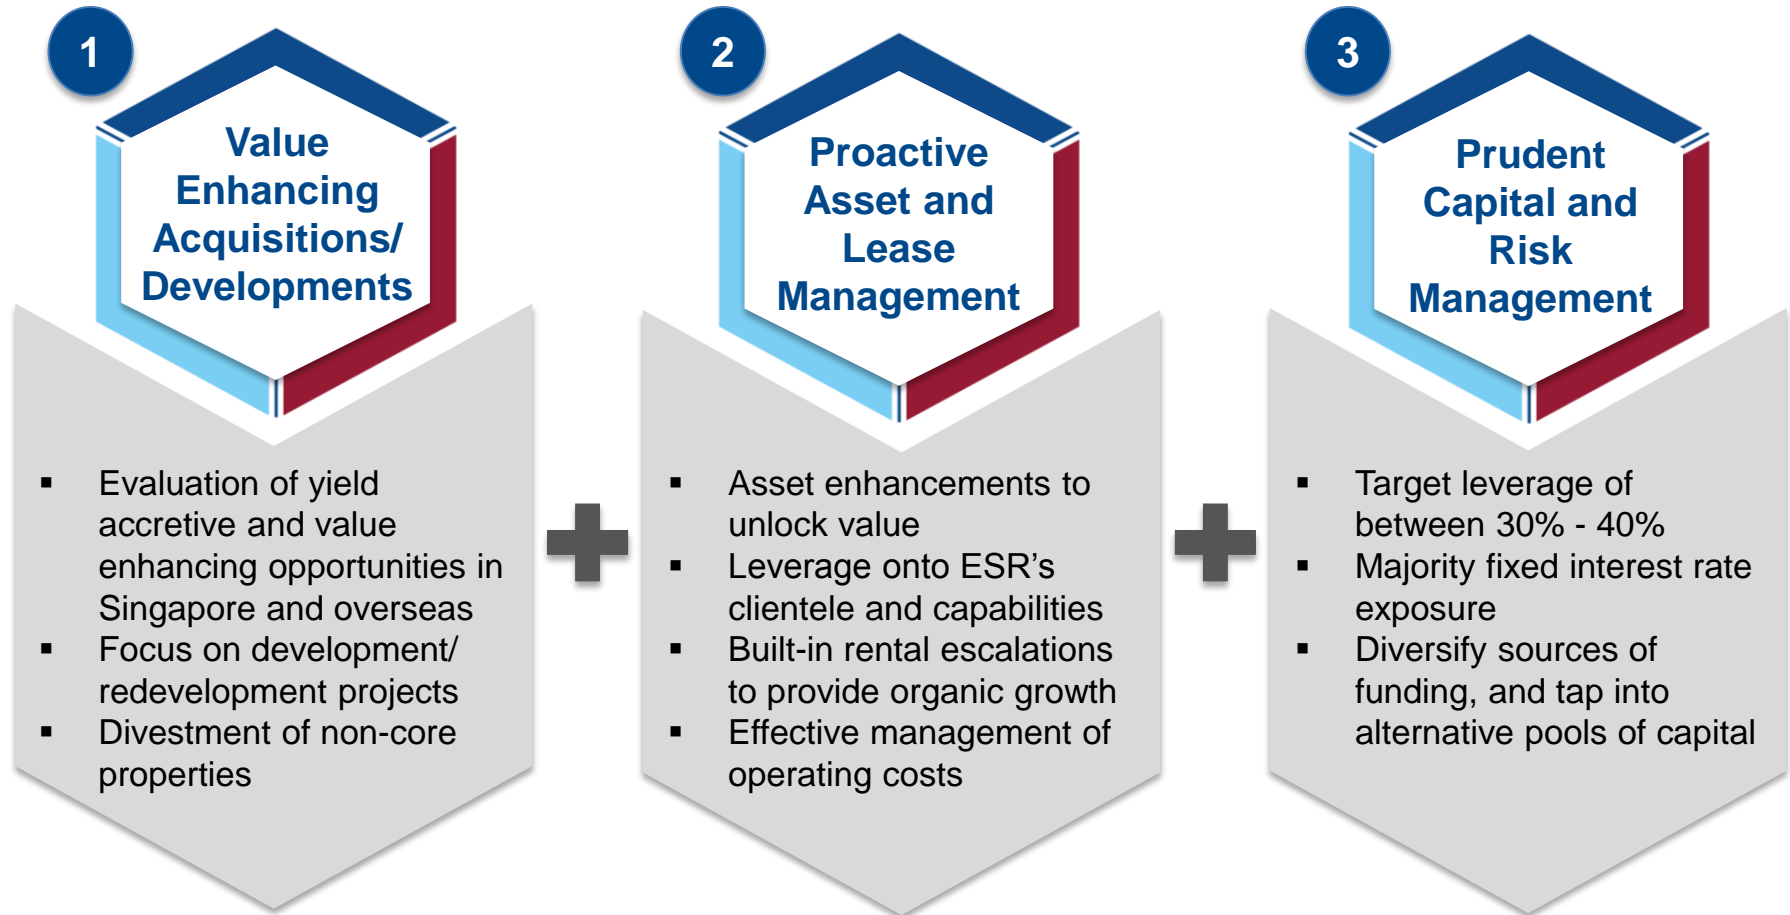 1
Value
Enhancing
Acquisitions/
Developments
▪ Evaluation of yield
accretive and value
enhancing opportunities in
Singapore and overseas
▪ Focus on development/
redevelopment projects
▪ Divestment of non-core
properties
2
Proactive
Asset and
Lease
Management
▪ Asset enhancements to
unlock value
▪ Leverage onto ESR’s
clientele and capabilities
▪ Built-in rental escalations
to provide organic growth
▪ Effective management of
operating costs
3
Prudent
Capital and
Risk
Management
▪ Target leverage of
between 30% - 40%
▪ Majority fixed interest rate
exposure
▪ Diversify sources of
funding, and tap into
alternative pools of capital